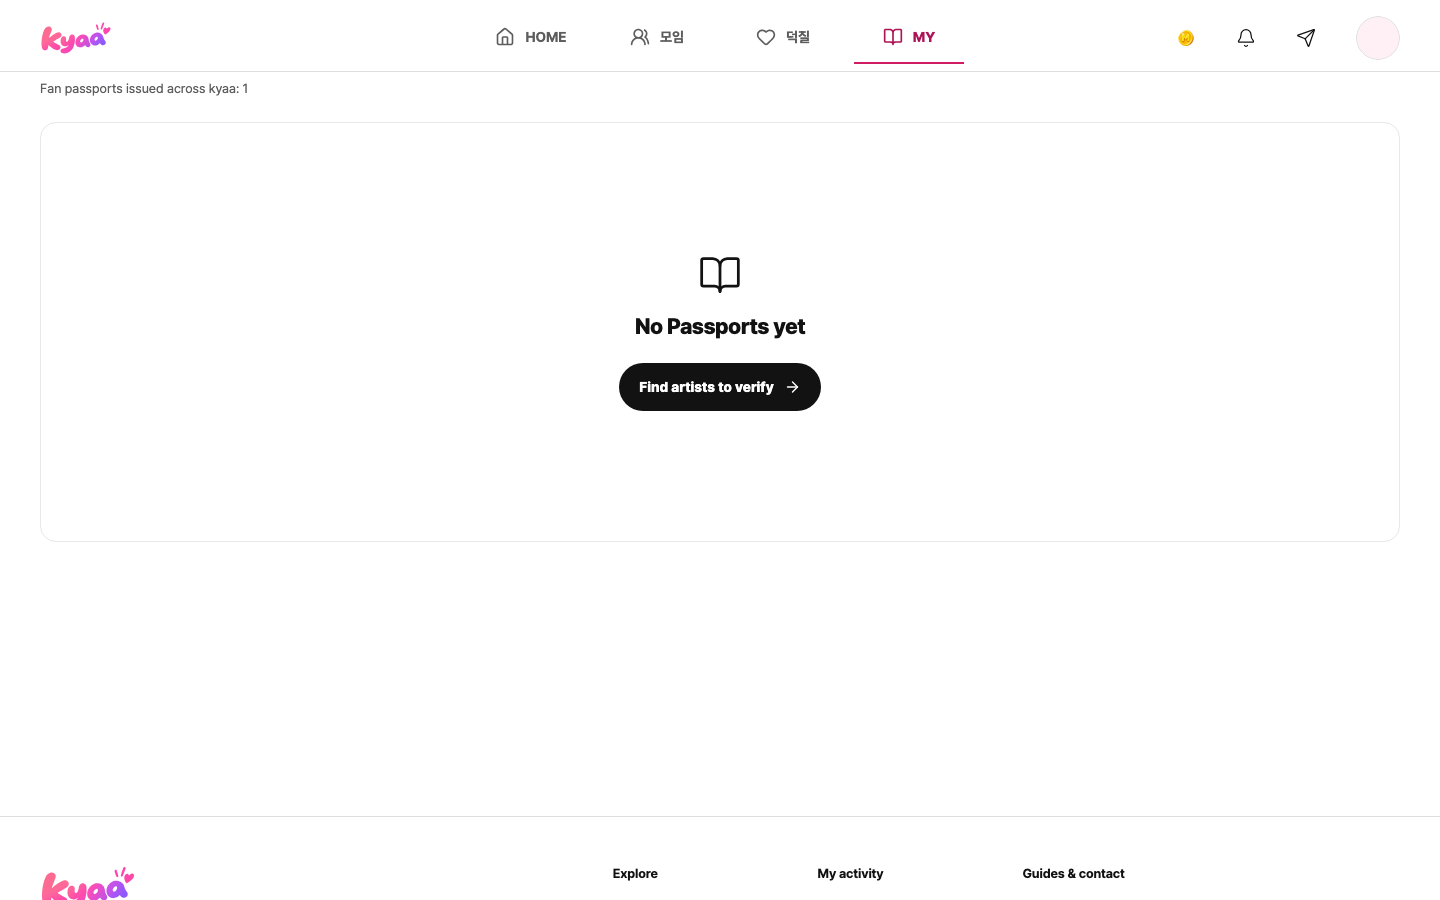 kyaa
HOME
모임
덕질
MY
Fan passports issued across kyaa: 1
No Passports yet
Find artists to verify
kyaa
Explore
My activity
Guides & contact